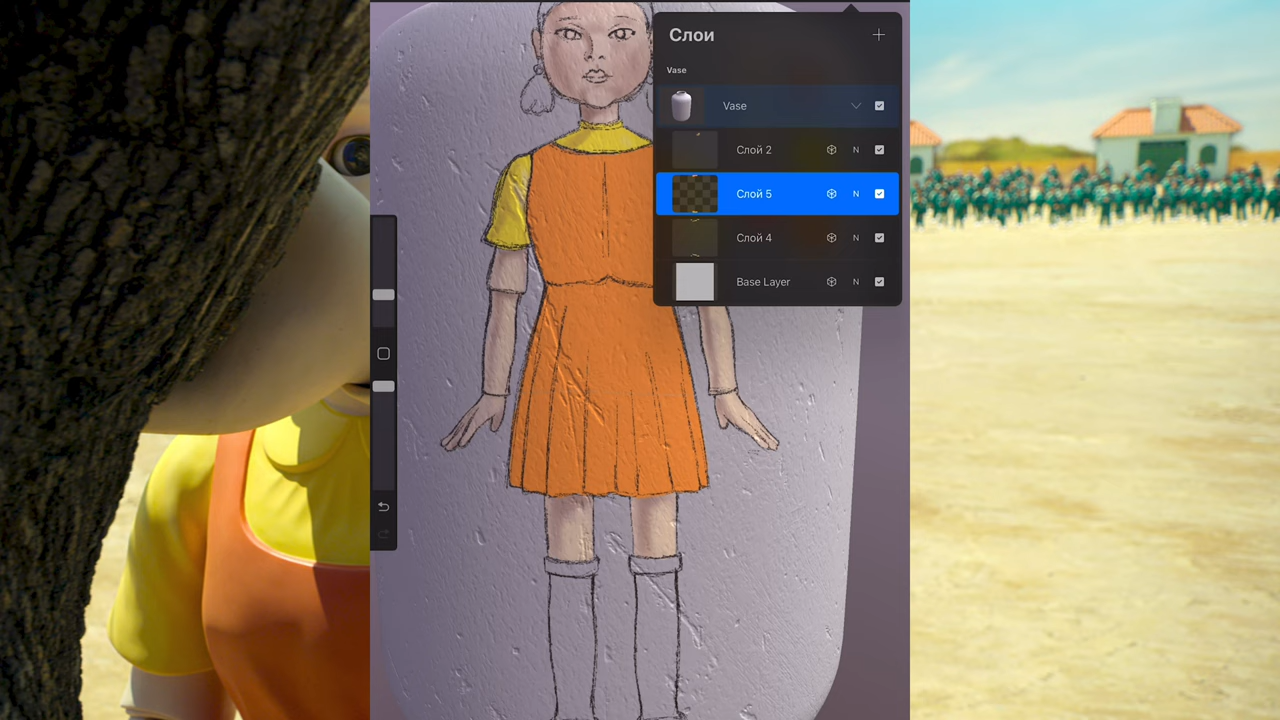 Слои
Vase
Vase
Слой 2 N
Слой 5 N
Слой 4 N
Base Layer N